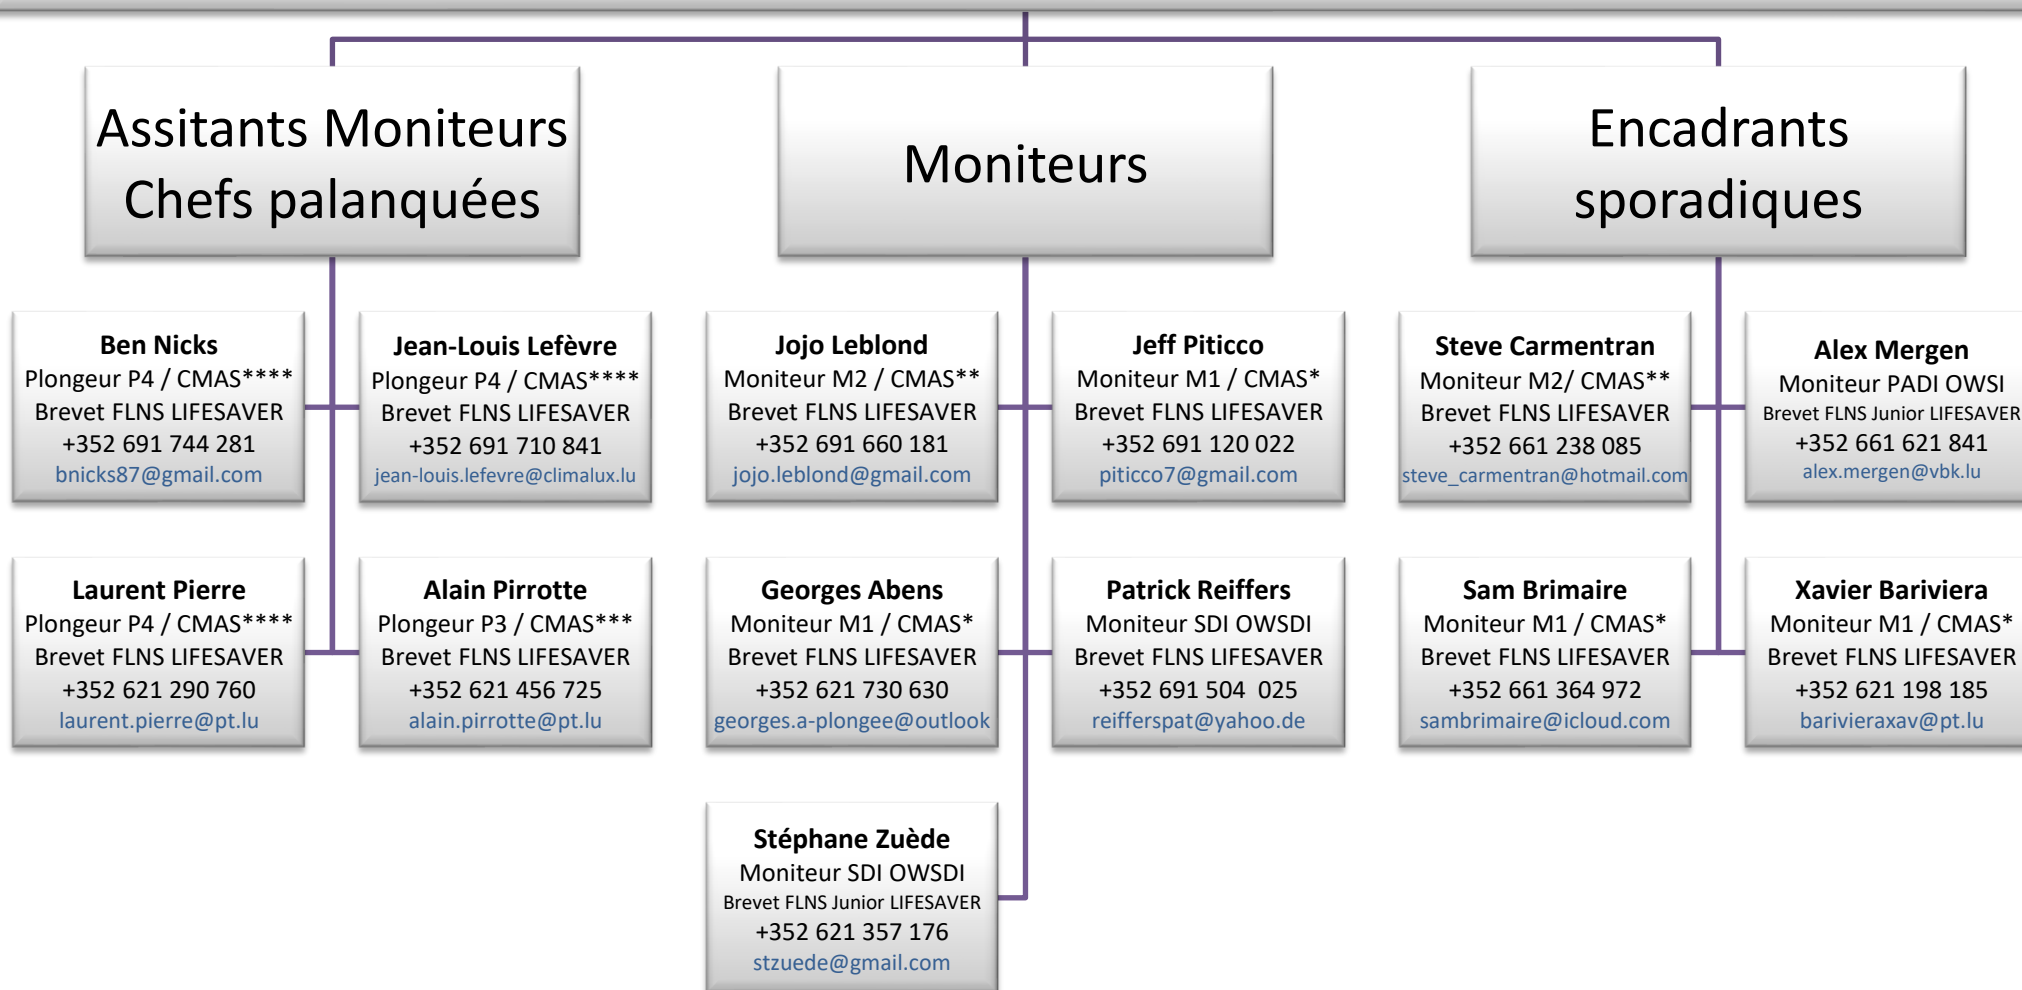 Assitants Moniteurs
Chefs palanquées
Moniteurs
Encadrants
sporadiques
Ben Nicks
Plongeur P4 / CMAS****
Brevet FLNS LIFESAVER
+352 691 744 281
bnicks87@gmail.com
Jean-Louis Lefèvre
Plongeur P4 / CMAS****
Brevet FLNS LIFESAVER
+352 691 710 841
jean-louis.lefevre@climalux.lu
Jojo Leblond
Moniteur M2 / CMAS**
Brevet FLNS LIFESAVER
+352 691 660 181
jojo.leblond@gmail.com
Jeff Piticco
Moniteur M1 / CMAS*
Brevet FLNS LIFESAVER
+352 691 120 022
piticco7@gmail.com
Steve Carmentran
Moniteur M2/ CMAS**
Brevet FLNS LIFESAVER
+352 661 238 085
steve_carmentran@hotmail.com
Alex Mergen
Moniteur PADI OWSI
Brevet FLNS Junior LIFESAVER
+352 661 621 841
alex.mergen@vbk.lu
Laurent Pierre
Plongeur P4 / CMAS****
Brevet FLNS LIFESAVER
+352 621 290 760
laurent.pierre@pt.lu
Alain Pirrotte
Plongeur P3 / CMAS***
Brevet FLNS LIFESAVER
+352 621 456 725
alain.pirrotte@pt.lu
Georges Abens
Moniteur M1 / CMAS*
Brevet FLNS LIFESAVER
+352 621 730 630
georges.a-plongee@outlook
Patrick Reiffers
Moniteur SDI OWSDI
Brevet FLNS LIFESAVER
+352 691 504  025
reifferspat@yahoo.de
Sam Brimaire
Moniteur M1 / CMAS*
Brevet FLNS LIFESAVER
+352 661 364 972
sambrimaire@icloud.com
Xavier Bariviera
Moniteur M1 / CMAS*
Brevet FLNS LIFESAVER
+352 621 198 185
barivieraxav@pt.lu
Stéphane Zuède
Moniteur SDI OWSDI
Brevet FLNS Junior LIFESAVER
+352 621 357 176
stzuede@gmail.com